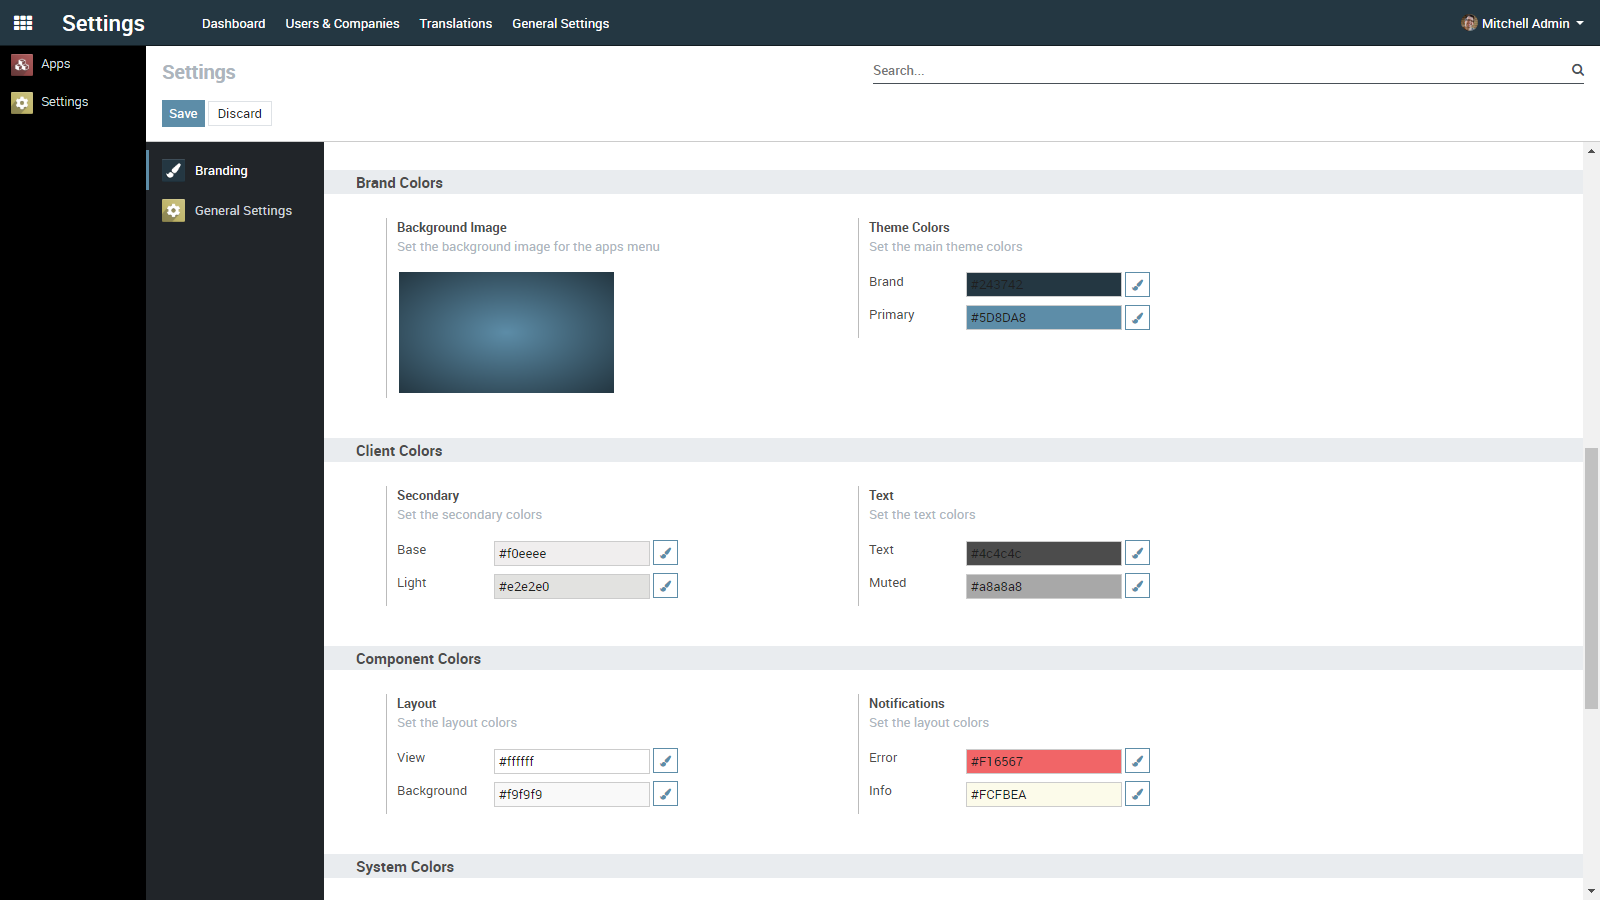 Settings
Dashboard
Users & Companies
Translations
General Settings
Mitchell Admin
Apps
Settings
Settings
Search...
Save
Discard
Branding
General Settings
Brand Colors
Background Image
Set the background image for the apps menu
Theme Colors
Set the main theme colors
Brand
#243742
Primary
#5D8DA8
Client Colors
Secondary
Set the secondary colors
Base
#f0eeee
Light
#e2e2e0
Text
Set the text colors
Text
#4c4c4c
Muted
#a8a8a8
Component Colors
Layout
Set the layout colors
View
#ffffff
Background
#f9f9f9
Notifications
Set the layout colors
Error
#F16567
Info
#FCFBEA
System Colors